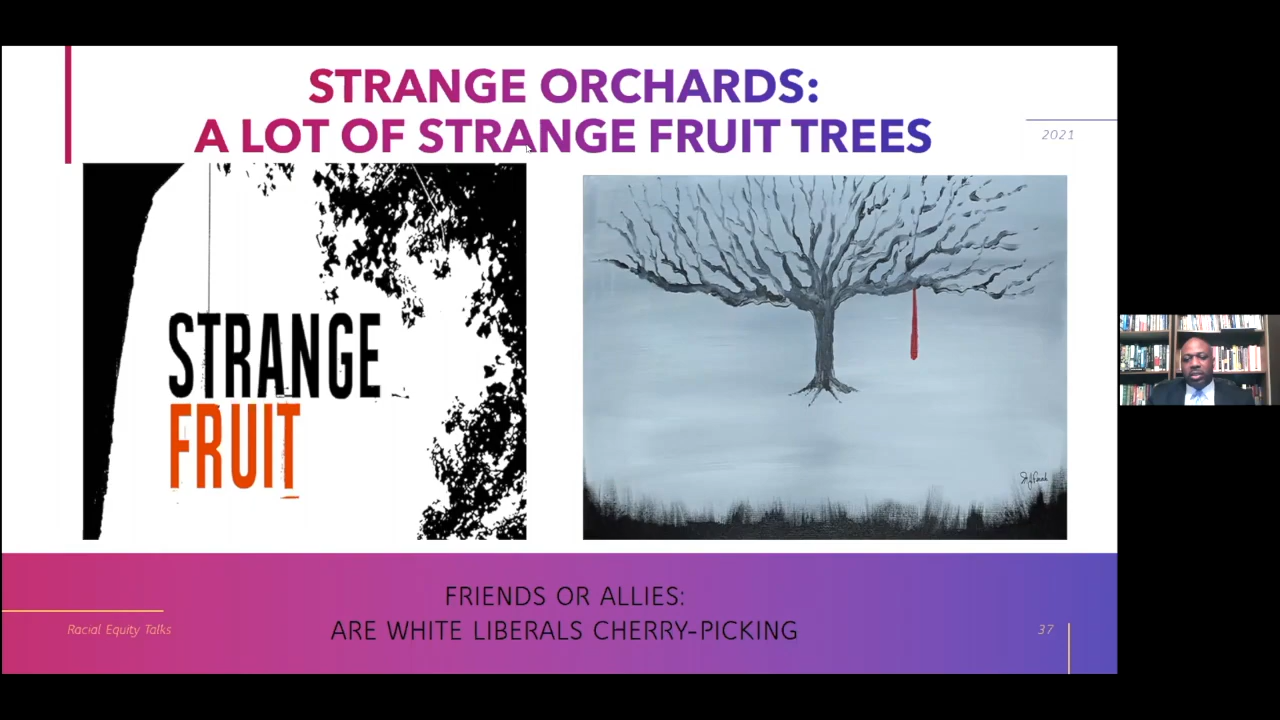 STRANGE ORCHARDS:
A LOT OF STRANGE FRUIT TREES
2021
STRANGE
FRUIT
FRIENDS OR ALLIES:
ARE WHITE LIBERALS CHERRY-PICKING
Racial Equity Talks
37